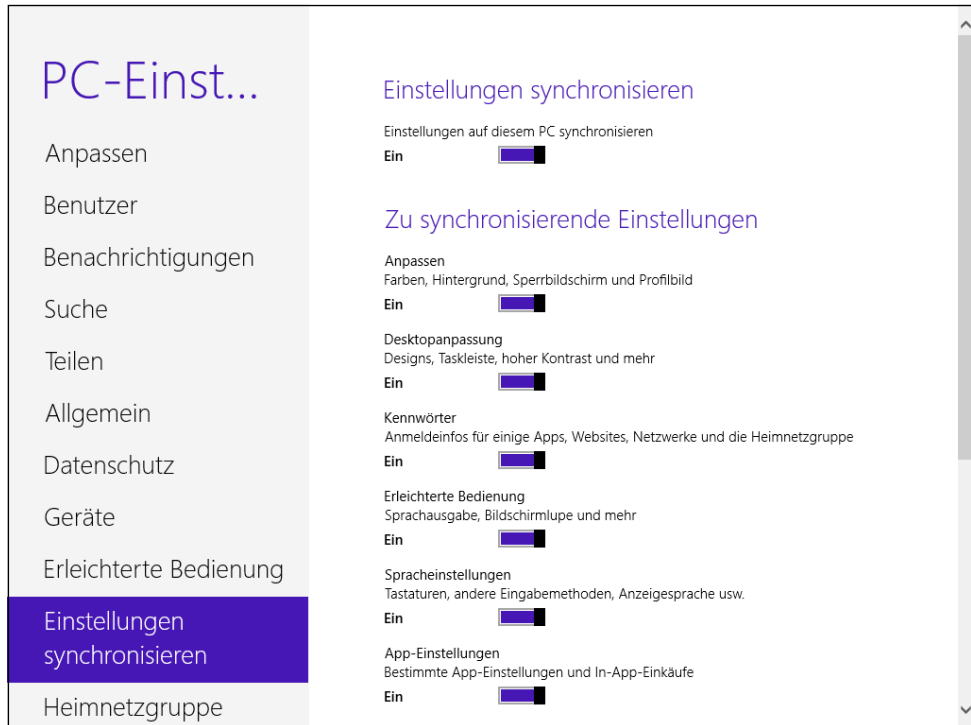 PC-Einst...
Anpassen
Benutzer
Benachrichtigungen
Suche
Teilen
Allgemein
Datenschutz
Geräte
Erleichterte Bedienung
Einstellungen
synchronisieren
Heimnetzgruppe
Einstellungen synchronisieren
Einstellungen auf diesem PC synchronisieren
Ein
Zu synchronisierende Einstellungen
Anpassen
Farben, Hintergrund, Sperrbildschirm und Profilbild
Ein
Desktopanpassung
Designs, Taskleiste, hoher Kontrast und mehr
Ein
Kennwörter
Anmeldeinfos für einige Apps, Websites, Netzwerke und die Heimnetzgruppe
Ein
Erleichterte Bedienung
Sprachausgabe, Bildschirmlupe und mehr
Ein
Spracheinstellungen
Tastaturen, andere Eingabemethoden, Anzeigesprache usw.
Ein
App-Einstellungen
Bestimmte App-Einstellungen und In-App-Einkäufe
Ein